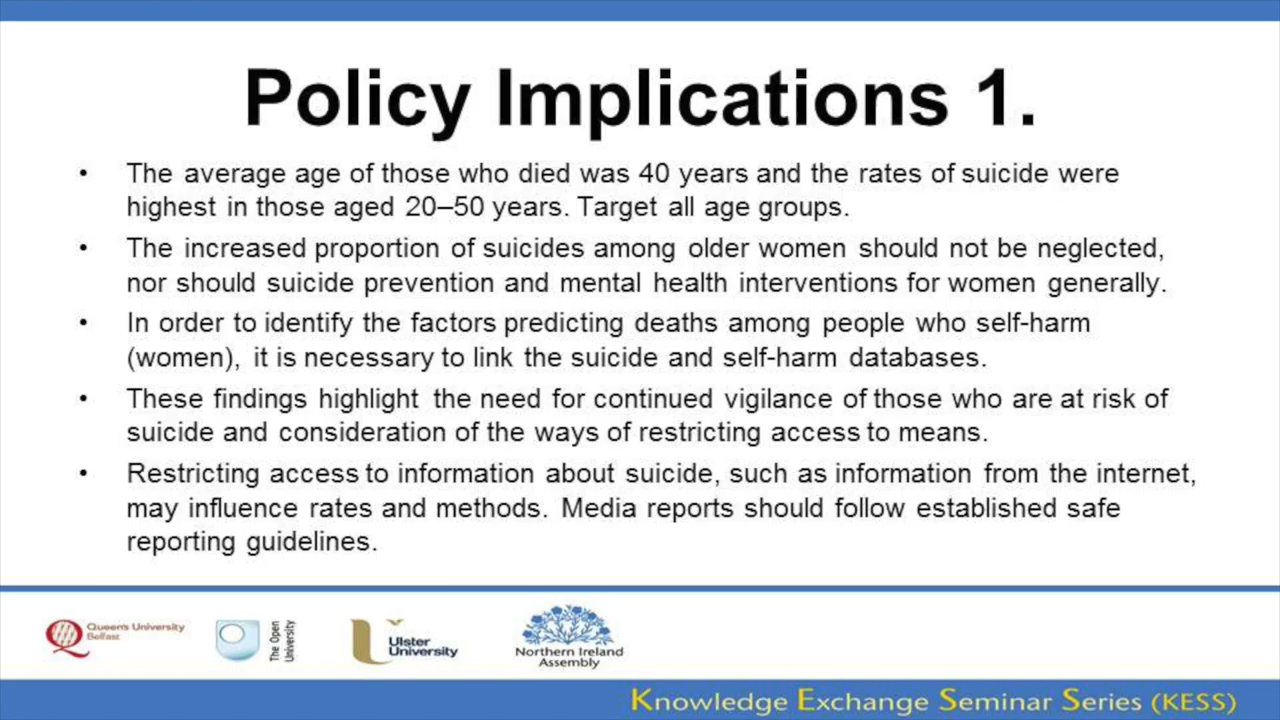 Policy Implications 1.
• The average age of those who died was 40 years and the rates of suicide were
highest in those aged 20–50 years. Target all age groups.
• The increased proportion of suicides among older women should not be neglected,
nor should suicide prevention and mental health interventions for women generally.
• In order to identify the factors predicting deaths among people who self-harm
(women), it is necessary to link the suicide and self-harm databases.
• These findings highlight the need for continued vigilance of those who are at risk of
suicide and consideration of the ways of restricting access to means.
• Restricting access to information about suicide, such as information from the internet,
may influence rates and methods. Media reports should follow established safe
reporting guidelines.
Queen's University
Belfast
The Open
University
Ulster
University
Northern Ireland
Assembly
Knowledge Exchange Seminar Series (KESS)